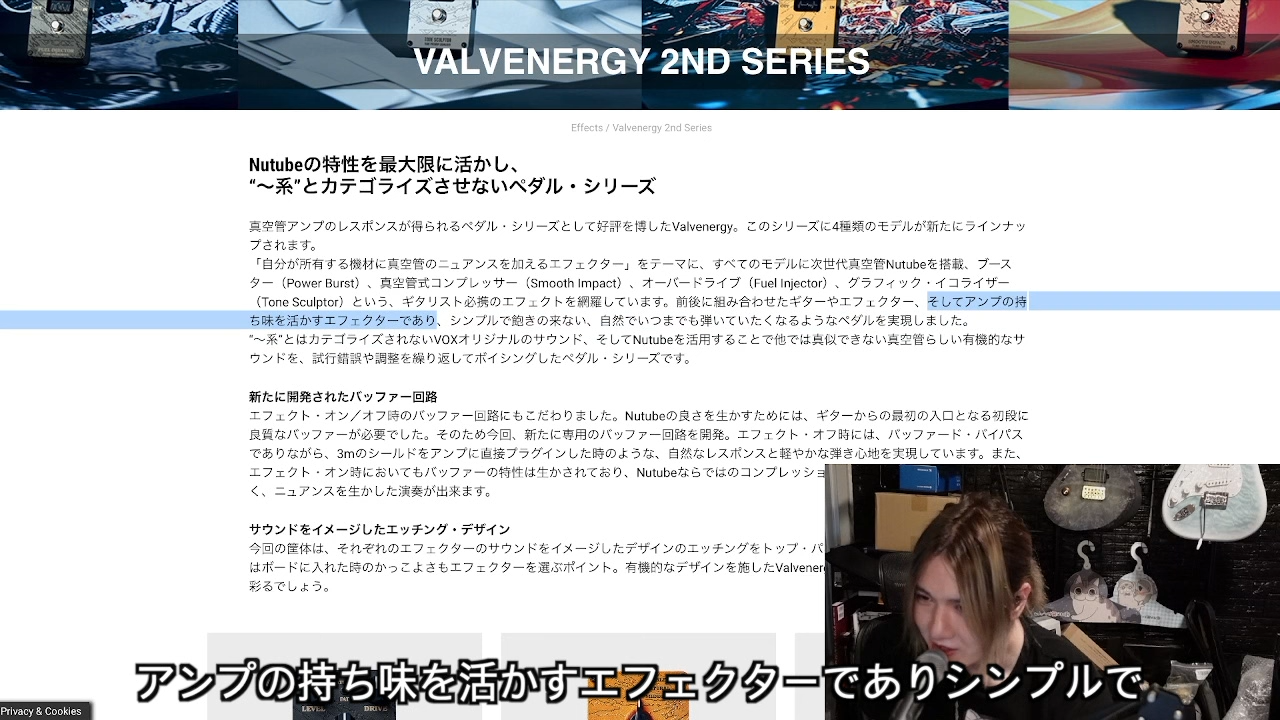 VALVENERGY 2ND SERIES
Effects / Valvenergy 2nd Series
Nutubeの特性を最大限に活かし、
“〜系”とカテゴライズさせないペダル・シリーズ
真空管アンプのレスポンスが得られるペダル・シリーズとして好評を博したValvenergy。このシリーズに4種類のモデルが新たにラインナッ
プされます。
「自分が所有する機材に真空管のニュアンスを加えるエフェクター」をテーマに、すべてのモデルに次世代真空管Nutubeを搭載、ブース
ター（Power Burst）、真空管式コンプレッサー（Smooth Impact）、オーバードライブ（Fuel Injector）、グラフィック・イコライザー
（Tone Sculptor）という、ギタリスト必携のエフェクトを網羅しています。前後に組み合わせたギターやエフェクター、そしてアンプの持
ち味を活かすエフェクターであり、シンプルで飽きの来ない、自然でいつまでも弾いていたくなるようなペダルを実現しました。
”〜系”とはカテゴライズされないVOXオリジナルのサウンド、そしてNutubeを活用することで他では真似できない真空管らしい有機的なサ
ウンドを、試行錯誤や調整を繰り返してボイシングしたペダル・シリーズです。
新たに開発されたバッファー回路
エフェクト・オン／オフ時のバッファー回路にもこだわりました。Nutubeの良さを生かすためには、ギターからの最初の入口となる初段に
良質なバッファーが必要でした。そのため今回、新たに専用のバッファー回路を開発。エフェクト・オフ時には、バッファード・バイパス
でありながら、3mのシールドをアンプに直接プラグインした時のような、自然なレスポンスと軽やかな弾き心地を実現しています。また、
エフェクト・オン時においてもバッファーの特性は生かされており、Nutubeならではのコンプレッショ
く、ニュアンスを生かした演奏が出来ます。
サウンドをイメージしたエッチング・デザイン
今回の筐体は、それぞれのエフェクターのサウンドをイメージしたデザインのエッチングをトップ・パ
はボードに入れた時のかっこよさもエフェクターを選ぶポイント。有機的なデザインを施したValvener
彩るでしょう。
LEVEL
DRIVE
アンプの持ち味を活かすエフェクターでありシンプルで
Privacy & Cookies